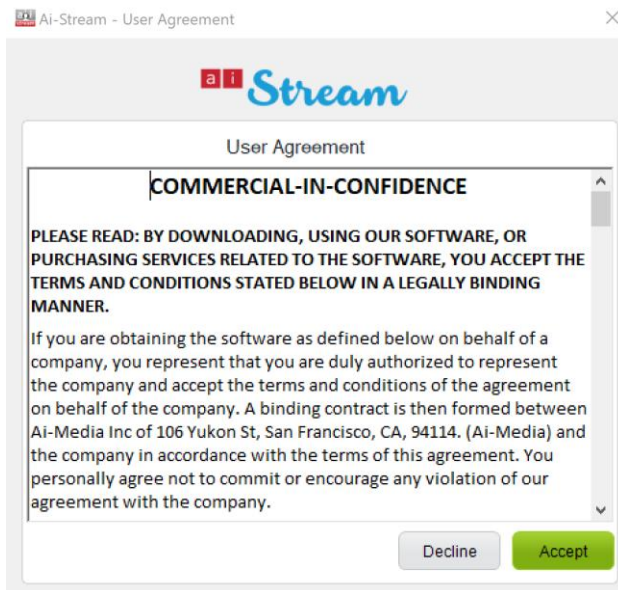 Ai-Stream - User Agreement
ai Stream
User Agreement
COMMERCIAL-IN-CONFIDENCE
PLEASE READ: BY DOWNLOADING, USING OUR SOFTWARE, OR
PURCHASING SERVICES RELATED TO THE SOFTWARE, YOU ACCEPT THE
TERMS AND CONDITIONS STATED BELOW IN A LEGALLY BINDING
MANNER.
If you are obtaining the software as defined below on behalf of a
company, you represent that you are duly authorized to represent
the company and accept the terms and conditions of the agreement
on behalf of the company. A binding contract is then formed between
Ai-Media Inc of 106 Yukon St, San Francisco, CA, 94114. (Ai-Media) and
the company in accordance with the terms of this agreement. You
personally agree not to commit or encourage any violation of our
agreement with the company.
Decline
Accept